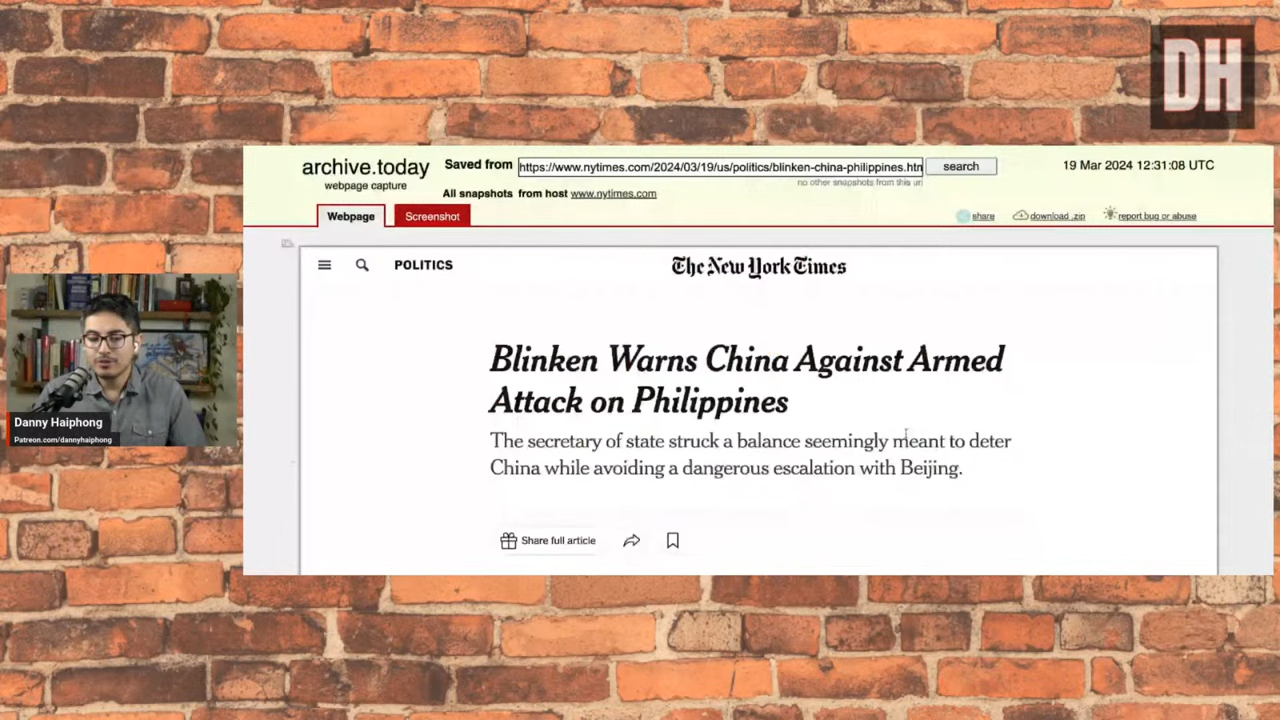 DH
archive.today
webpage capture
Saved from
https://www.nytimes.com/2024/03/19/us/politics/blinken-china-philippines.htn
search
19 Mar 2024 12:31:08 UTC
no other snapshots from this url
All snapshots from host www.nytimes.com
Webpage
Screenshot
share
download .zip
report bug or abuse
POLITICS
The New York Times
Blinken Warns China Against Armed
Attack on Philippines
The secretary of state struck a balance seemingly meant to deter
China while avoiding a dangerous escalation with Beijing.
Share full article
Danny Haiphong
Patreon.com/dannyhaiphong